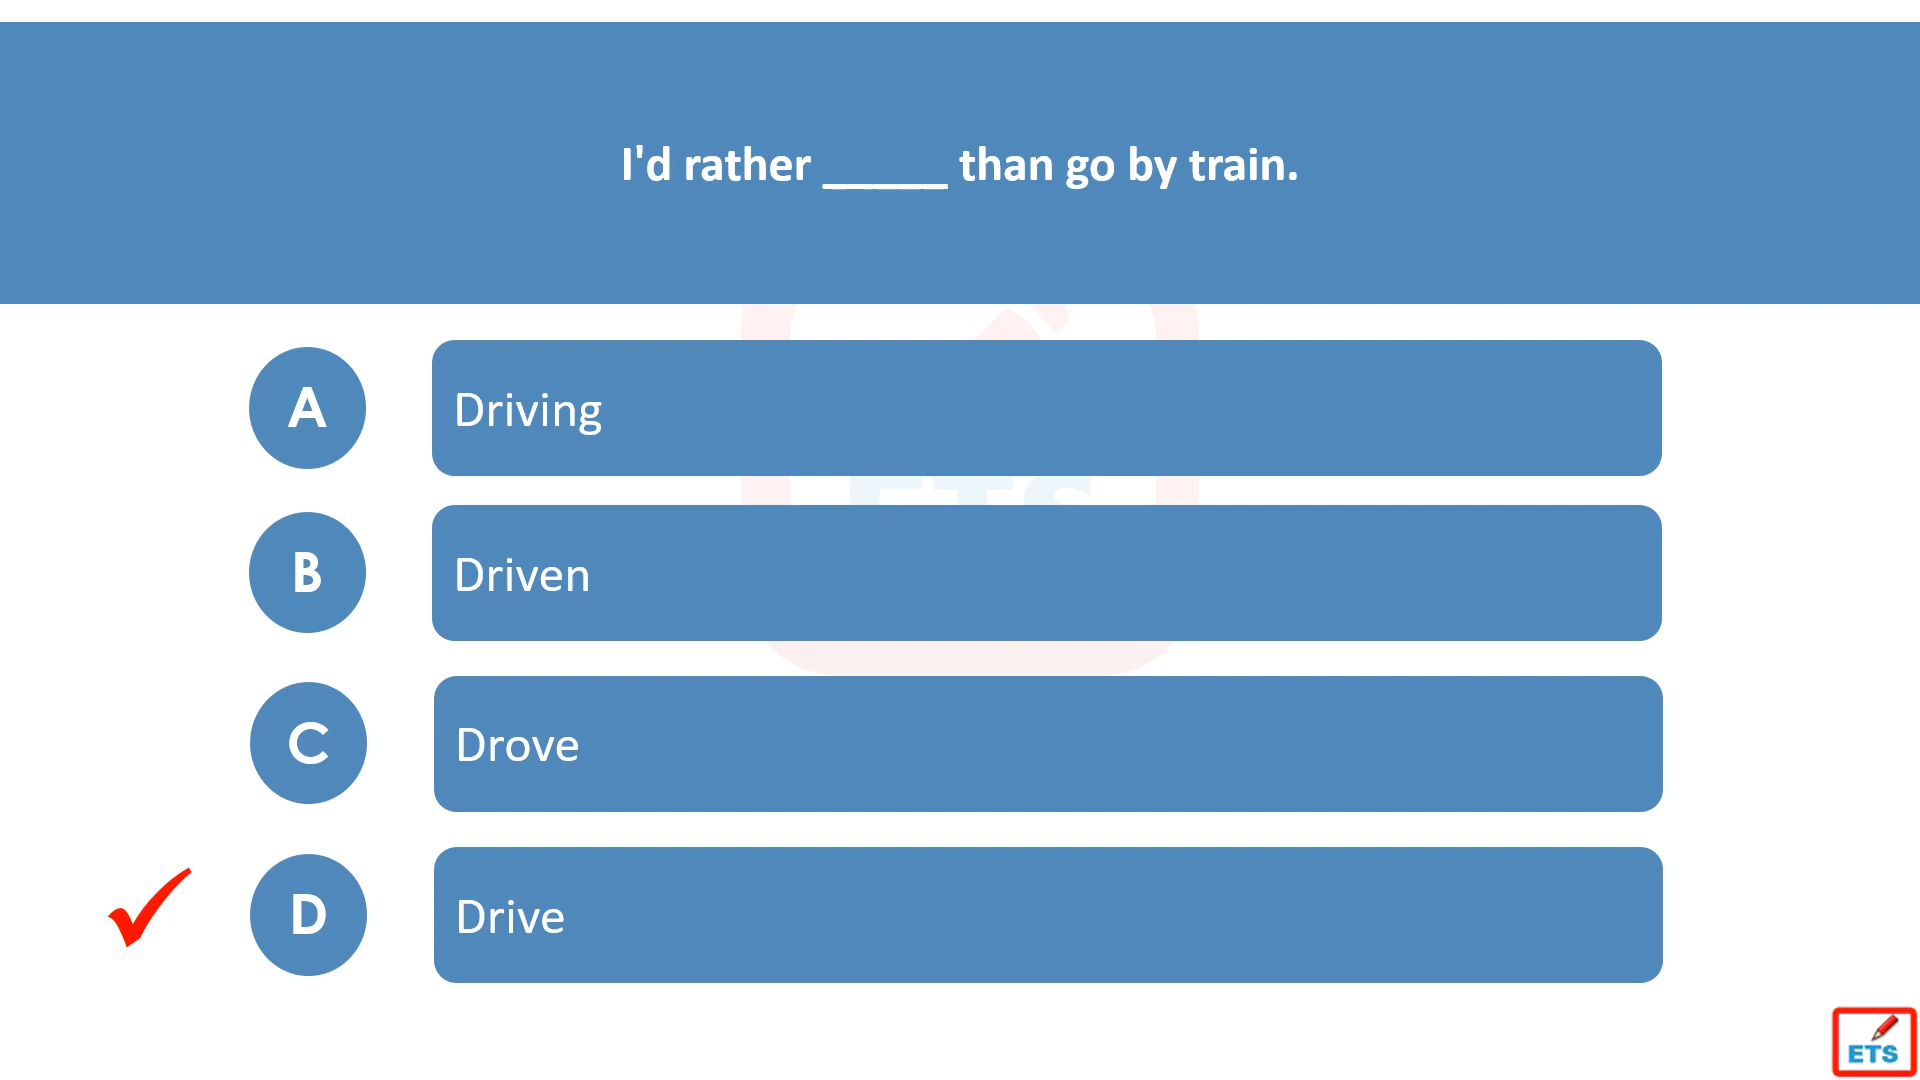 I'd rather _____ than go by train.
A
Driving
B
Driven
C
Drove
D
Drive
ETS